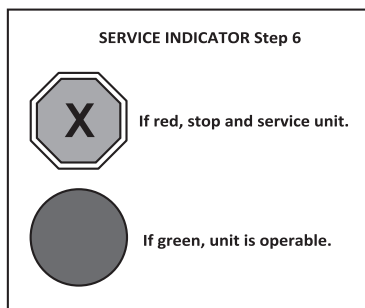 SERVICE INDICATOR Step 6
X
If red, stop and service unit.
If green, unit is operable.